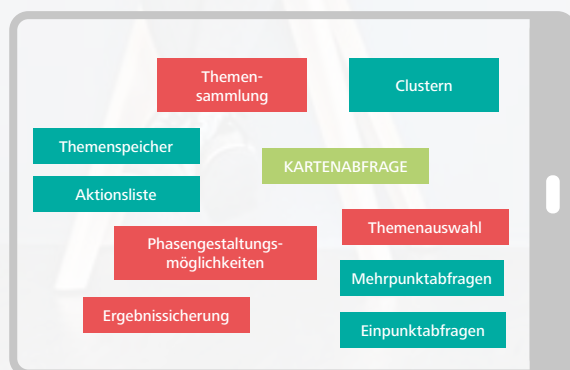 Themen-
sammlung
Clustern
Themenspeicher
KARTENABFRAGE
Aktionsliste
Themenauswahl
Phasengestaltungs-
möglichkeiten
Mehrpunktabfragen
Ergebnissicherung
Einpunktabfragen